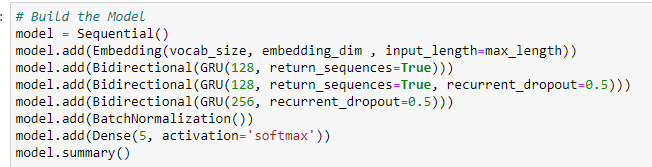 # Build the Model
model = Sequential()
model.add(Embedding(vocab_size, embedding_dim , input_length=max_length))
model.add(Bidirectional(GRU(128, return_sequences=True)))
model.add(Bidirectional(GRU(128, return_sequences=True, recurrent_dropout=0.5)))
model.add(Bidirectional(GRU(256, recurrent_dropout=0.5)))
model.add(BatchNormalization())
model.add(Dense(5, activation='softmax'))
model.summary()